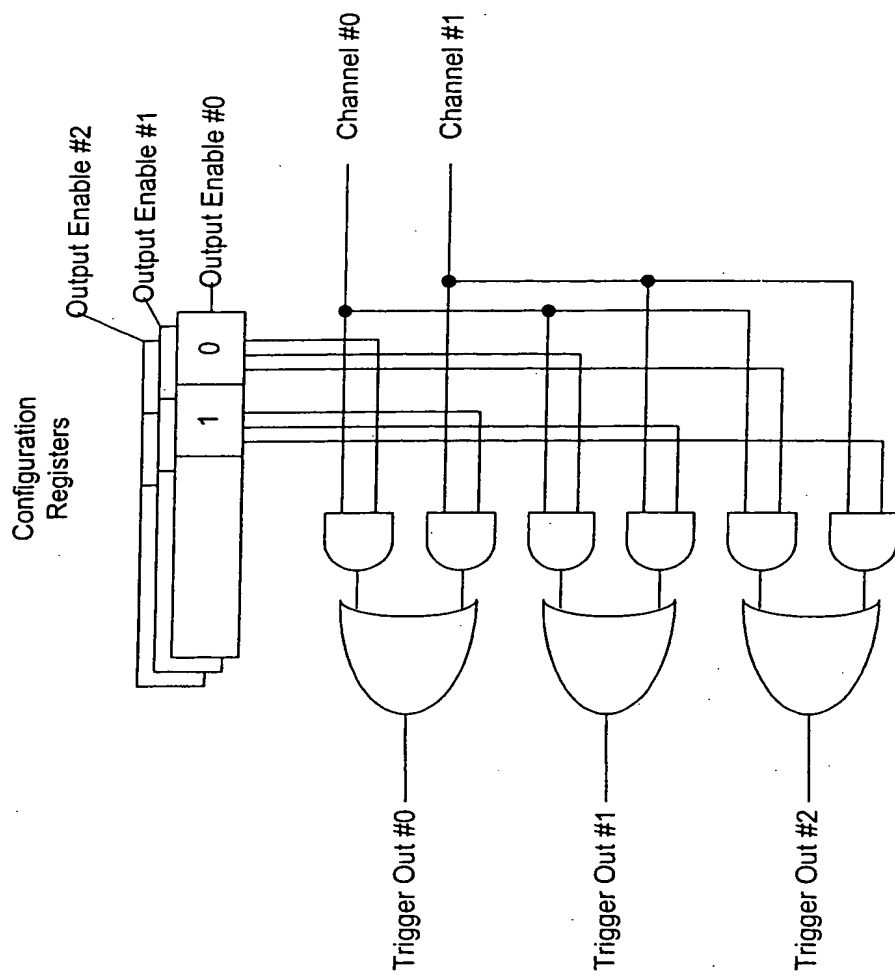 Configuration
Registers
Output Enable #2
Output Enable #1
Output Enable #0
0
1
Channel #0
Channel #1
Trigger Out #0
Trigger Out #1
Trigger Out #2